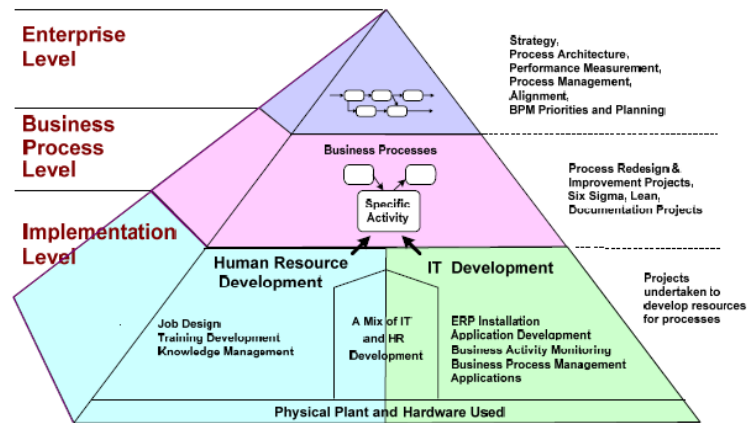 Enterprise
Level
Strategy,
Process Architecture,
Performance Measurement,
Process Management,
Alignment,
BPM Priorities and Planning
Business
Process
Level
Business Processes
Specific
Activity
Process Redesign &
Improvement Projects,
Six Sigma, Lean,
Documentation Projects
Implementation
Level
Human Resource
Development
IT Development
Job Design
Training Development
Knowledge Management
A Mix of IT
and HR
Development
ERP Installation
Application Development
Business Activity Monitoring
Business Process Management
Applications
Projects
undertaken to
develop resources
for processes
Physical Plant and Hardware Used